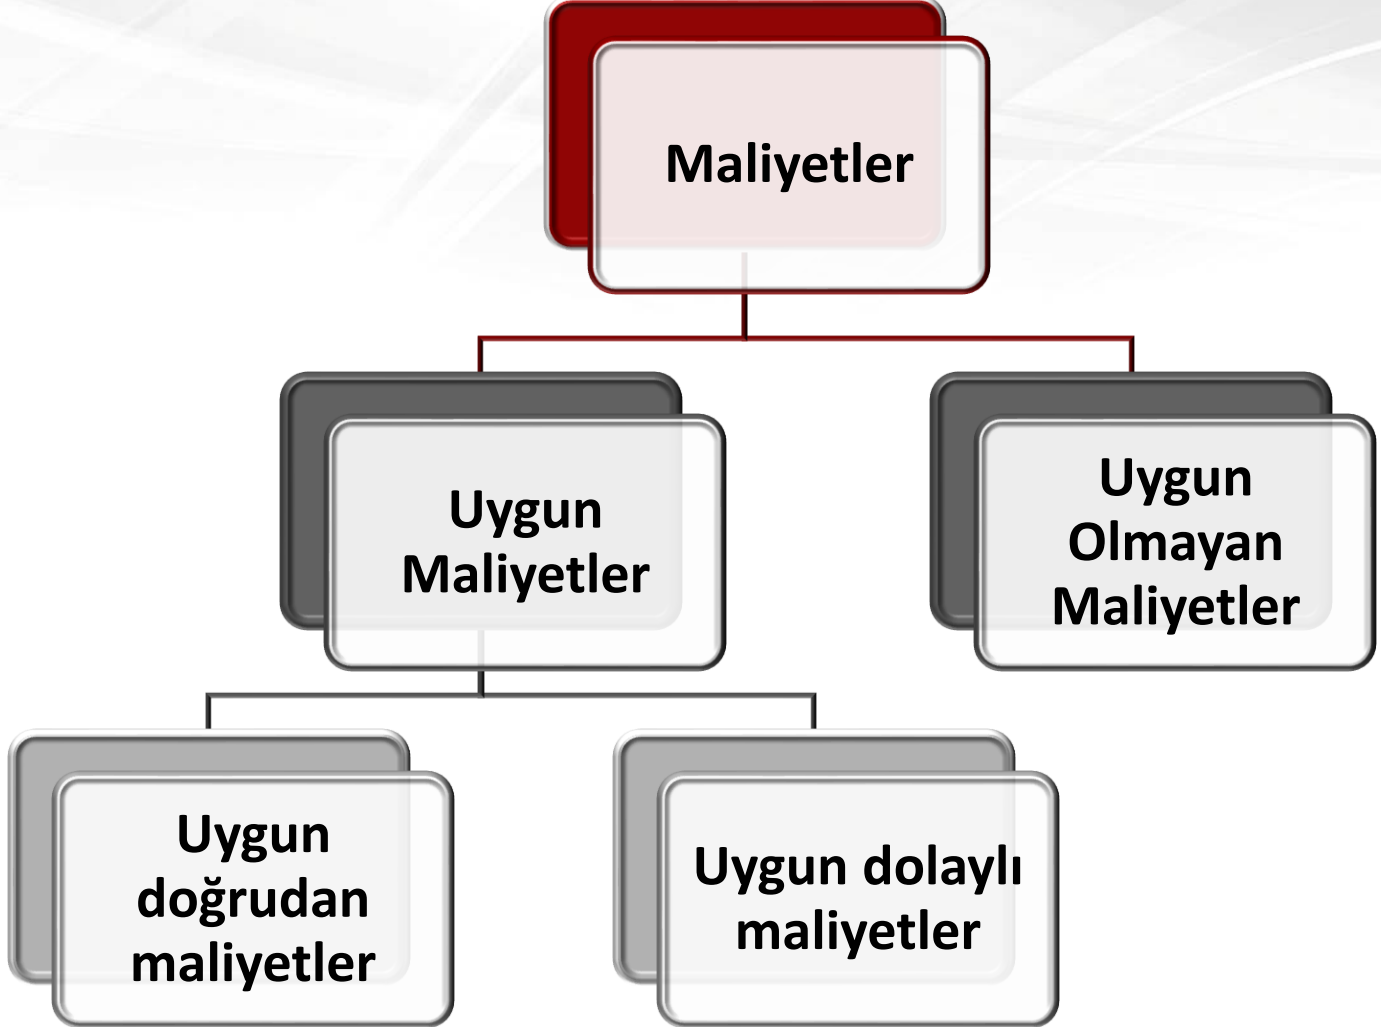 Maliyetler
Uygun
Maliyetler
Uygun
Olmayan
Maliyetler
Uygun
doğrudan
maliyetler
Uygun dolaylı
maliyetler